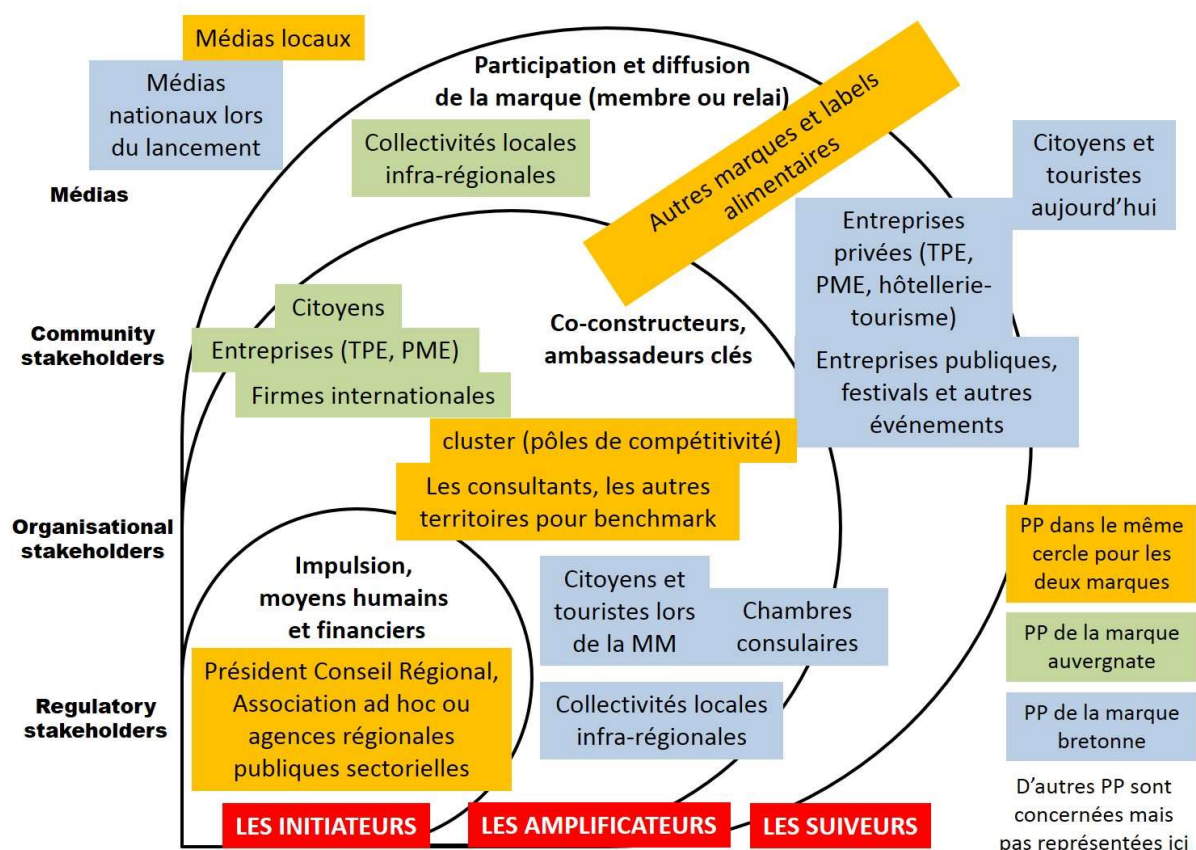 Médias locaux
Médias
nationaux lors
du lancement
Médias
Participation et diffusion
de la marque (membre ou relai)
Collectivités locales
infra-régionales
Autres marques et labels
alimentaires
Citoyens et
touristes
aujourd’hui
Entreprises
privées (TPE,
PME, hôtellerie-
tourisme)
Entreprises publiques,
festivals et autres
événements
Community
stakeholders
Citoyens
Entreprises (TPE, PME)
Firmes internationales
Co-constructeurs,
ambassadeurs clés
cluster (pôles de compétitivité)
Les consultants, les autres
territoires pour benchmark
Organisational
stakeholders
Impulsion,
moyens humains
et financiers
Citoyens et
touristes lors
de la MM
Chambres
consulaires
Regulatory
stakeholders
Président Conseil Régional,
Association ad hoc ou
agences régionales
publiques sectorielles
Collectivités locales
infra-régionales
LES INITIATEURS
LES AMPLIFICATEURS
LES SUIVEURS
PP dans le même
cercle pour les
deux marques
PP de la marque
auvergnate
PP de la marque
bretonne
D’autres PP sont
concernées mais
pas représentées ici